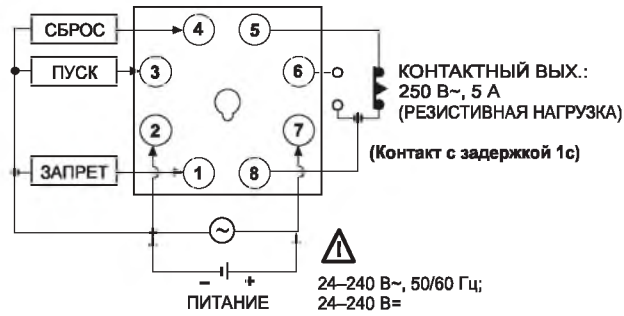 СБРОС
4
5
ПУСК
3
6
КОНТАКТНЫЙ ВЫХ.:
250 В~, 5 А
(РЕЗИСТИВНАЯ НАГРУЗКА)
2
7
(Контакт с задержкой 1с)
ЗАПРЕТ
1
8
~
!
− +
24–240 В~, 50/60 Гц;
ПИТАНИЕ
24–240 В=